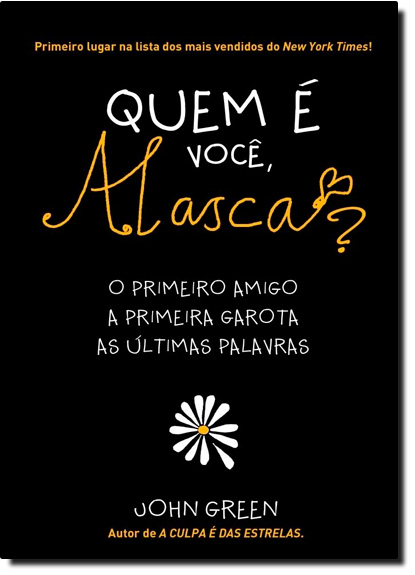 Primeiro lugar na lista dos mais vendidos do New York Times!
QUEM É
VOCÊ,
Alasca?
O PRIMEIRO AMIGO
A PRIMEIRA GAROTA
AS ÚLTIMAS PALAVRAS
JOHN GREEN
Autor de A CULPA É DAS ESTRELAS.